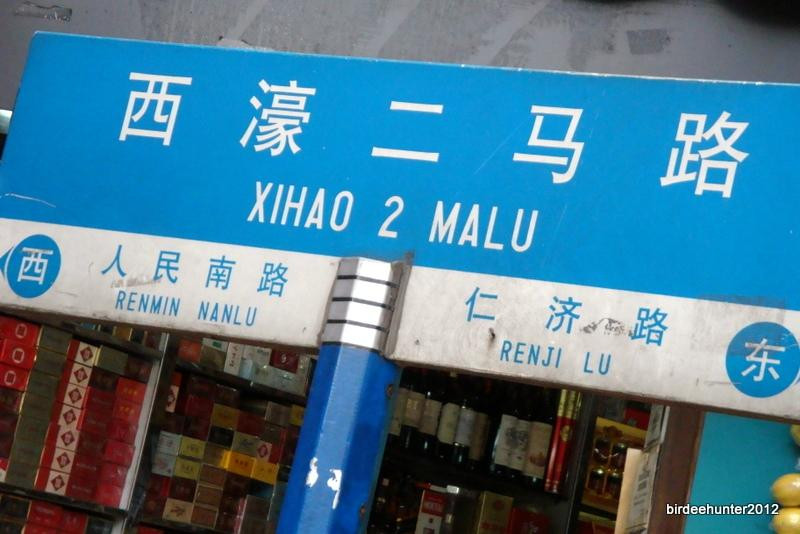 西濠二马路
XIHAO 2 MALU
西
人民南路
RENMIN NANLU
仁济路
RENJI LU
东
birdeehunter2012